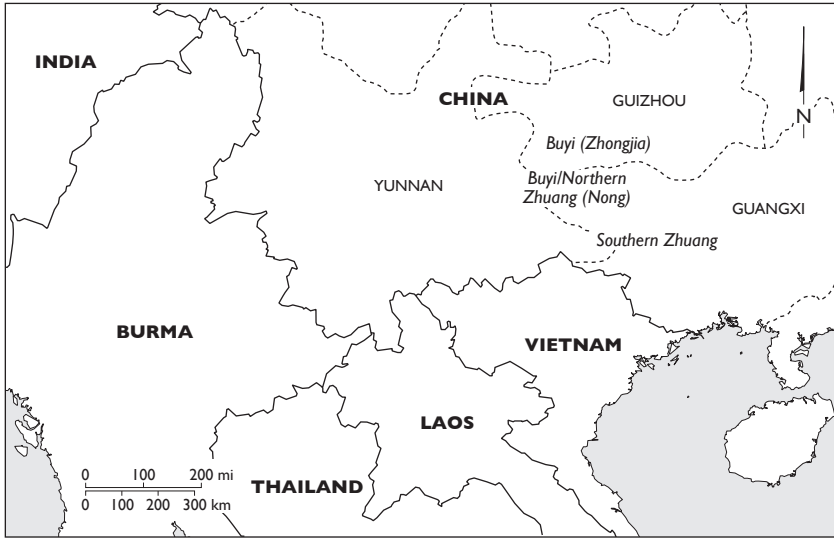 INDIA
CHINA
GUIZHOU
N
Buyi (Zhongjia)
YUNNAN
Buyi/Northern
Zhuang (Nong)
GUANGXI
Southern Zhuang
BURMA
VIETNAM
LAOS
0 100 200 mi
0 100 200 300 km
THAILAND